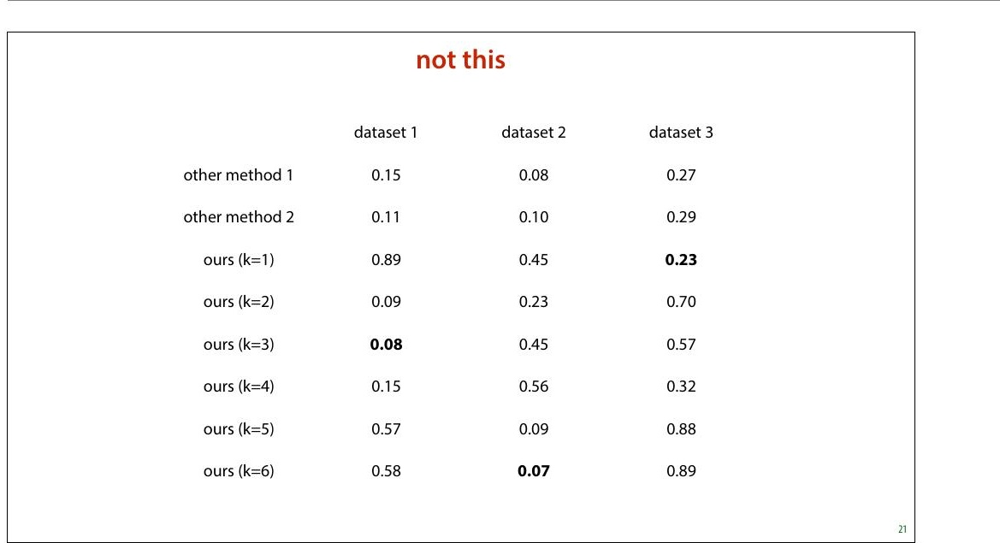 not this
dataset 1 dataset 2 dataset 3
other method 1 0.15 0.08 0.27
other method 2 0.11 0.10 0.29
ours (k=1) 0.89 0.45 0.23
ours (k=2) 0.09 0.23 0.70
ours (k=3) 0.08 0.45 0.57
ours (k=4) 0.15 0.56 0.32
ours (k=5) 0.57 0.09 0.88
ours (k=6) 0.58 0.07 0.89
21